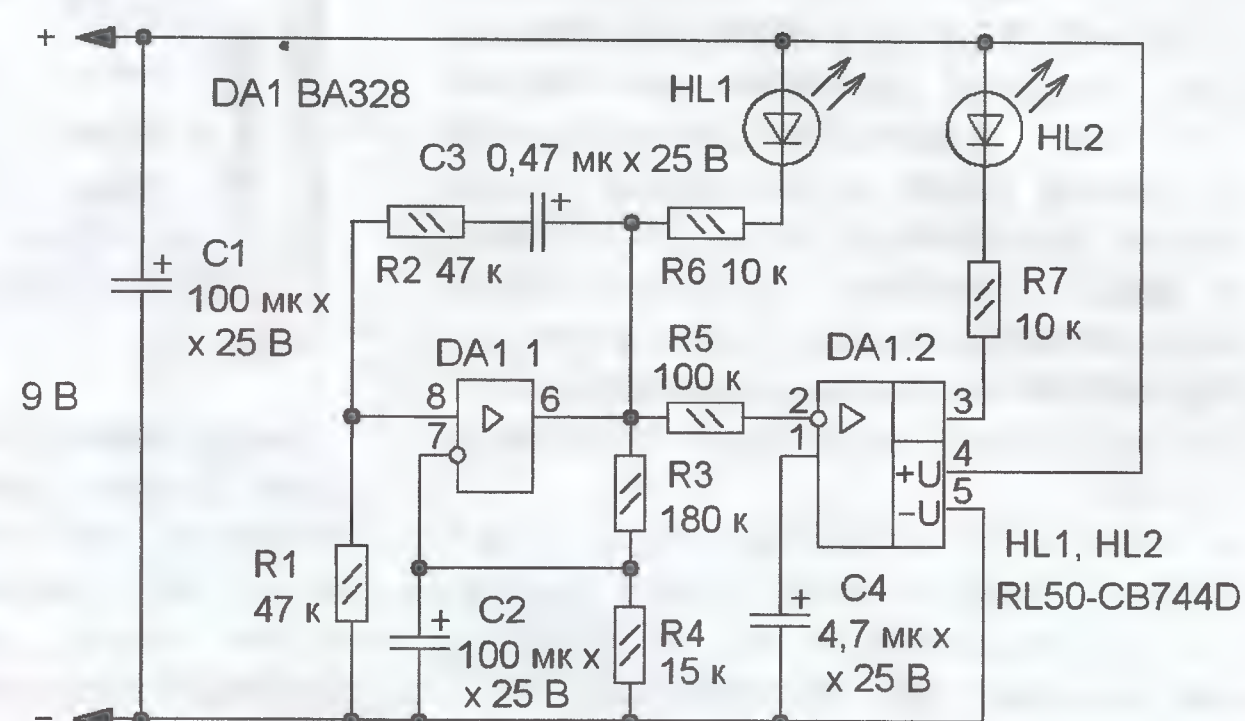 +
DA1 BA328
HL1
HL2
C3 0,47 мк x 25 В
C1
100 мк x
x 25 В
R2 47 к
R6 10 к
R7
10 к
DA1.1
R5
100 к
DA1.2
9 В
8
7
6
2
1
3
4
5
+U
–U
R3
180 к
R1
47 к
C2
100 мк x
x 25 В
R4
15 к
C4
4,7 мк x
x 25 В
HL1, HL2
RL50-CB744D
–